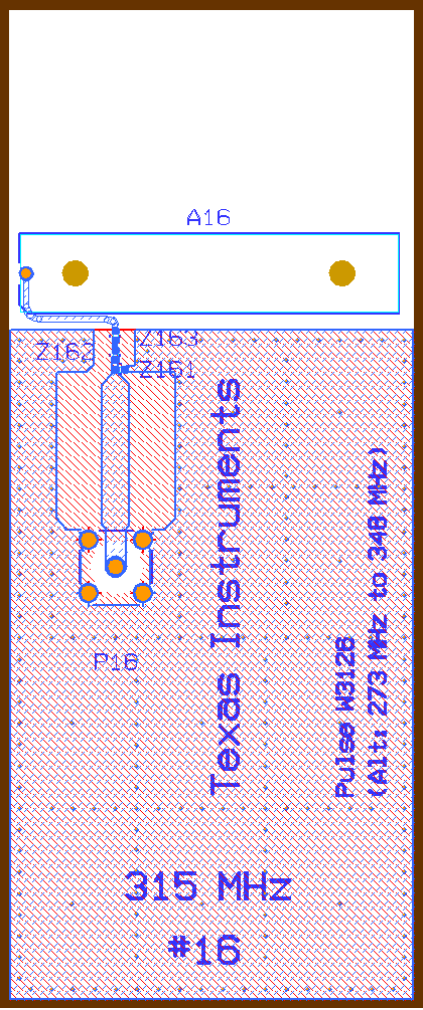 A16
Z163
Z162
Z161
Texas Instruments
P16
Pulse W3126
(Alt: 273 MHz to 348 MHz)
315 MHz
#16